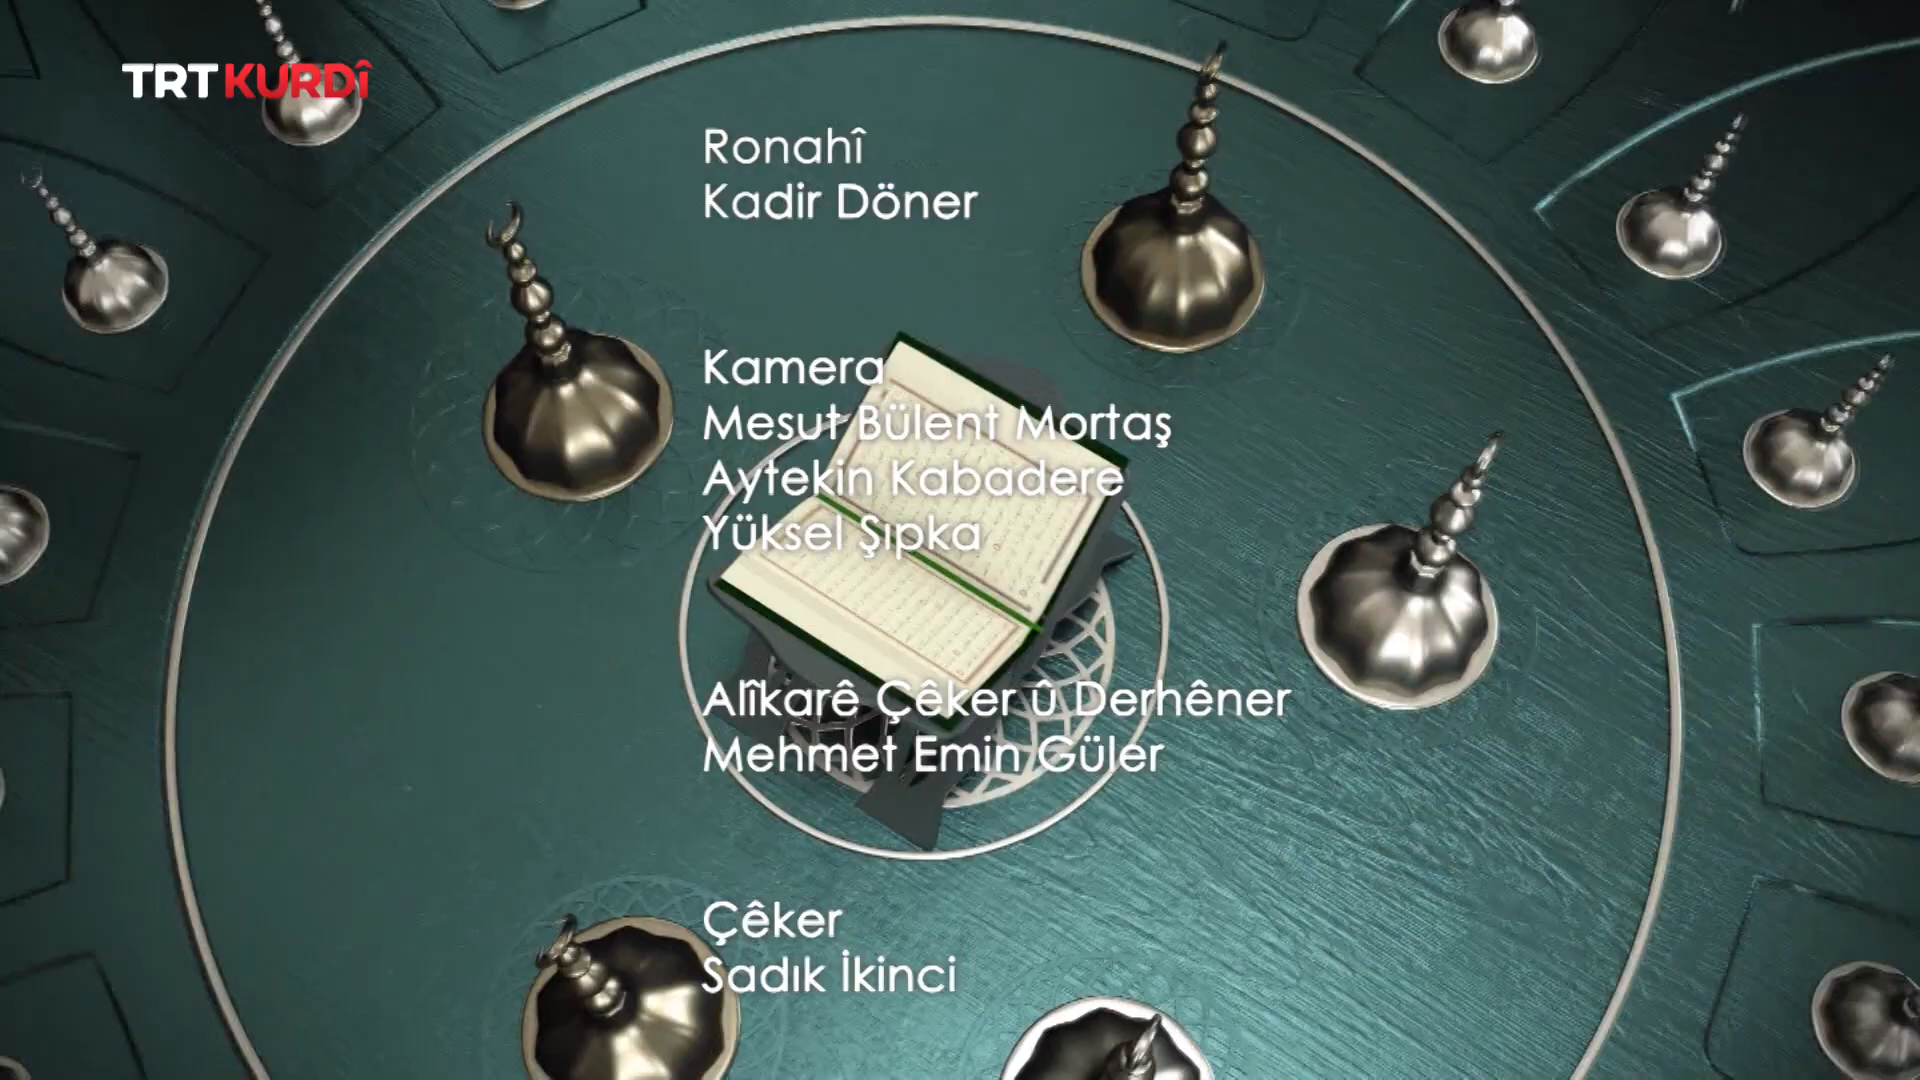 TRT KURDÎ
Ronahî
Kadir Döner
Kamera
Mesut Bülent Mortaş
Aytekin Kabadere
Yüksel Şıpka
Alîkarê Çêker û Derhêner
Mehmet Emin Güler
Çêker
Sadık İkinci